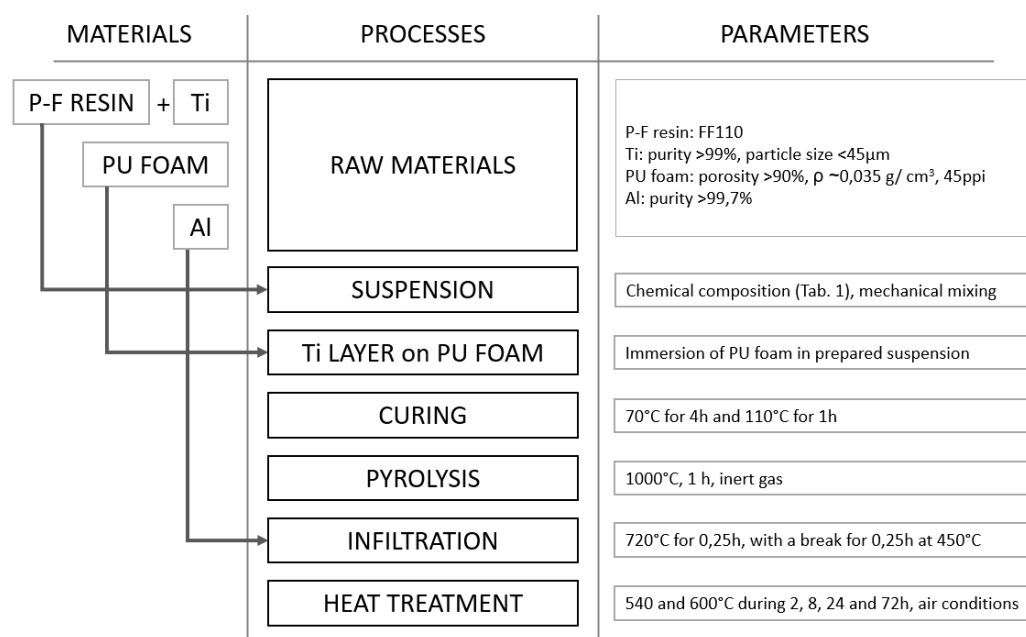 MATERIALS PROCESSES PARAMETERS
P-F RESIN + Ti
PU FOAM
Al
RAW MATERIALS
P-F resin: FF110
Ti: purity >99%, particle size <45μm
PU foam: porosity >90%, ρ ~0,035 g/ cm³, 45ppi
Al: purity >99,7%
SUSPENSION
Chemical composition (Tab. 1), mechanical mixing
Ti LAYER on PU FOAM
Immersion of PU foam in prepared suspension
CURING
70°C for 4h and 110°C for 1h
PYROLYSIS
1000°C, 1 h, inert gas
INFILTRATION
720°C for 0,25h, with a break for 0,25h at 450°C
HEAT TREATMENT
540 and 600°C during 2, 8, 24 and 72h, air conditions